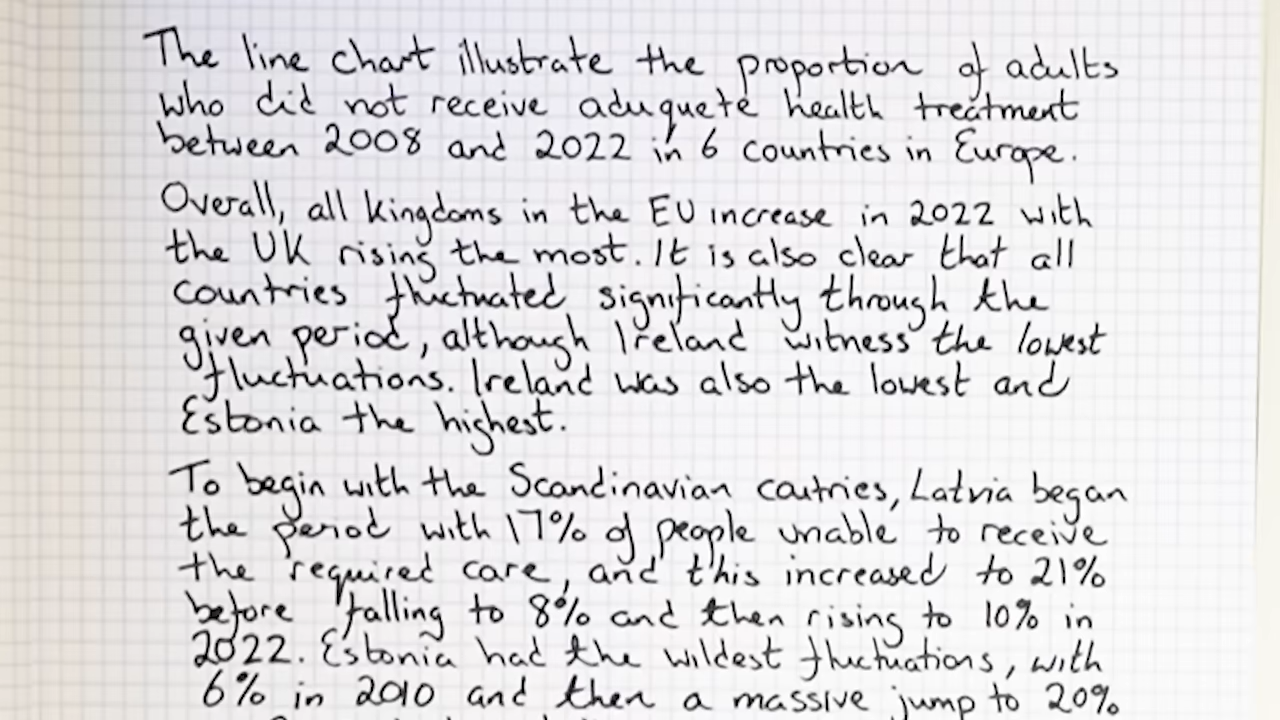 The line chart illustrate the proportion of adults
who did not receive aduquete health treatment
between 2008 and 2022 in 6 countries in Europe.
Overall, all kingdoms in the EU increase in 2022 with
the UK rising the most. It is also clear that all
countries fluctuated significantly through the
given period, although Ireland witness the lowest
fluctuations. Ireland was also the lowest and
Estonia the highest.
To begin with the Scandinavian coutries, Latvia began
the period with 17% of people unable to receive
the required care, and this increased to 21%
before falling to 8% and then rising to 10% in
2022. Estonia had the wildest fluctuations, with
6% in 2010 and then a massive jump to 20%